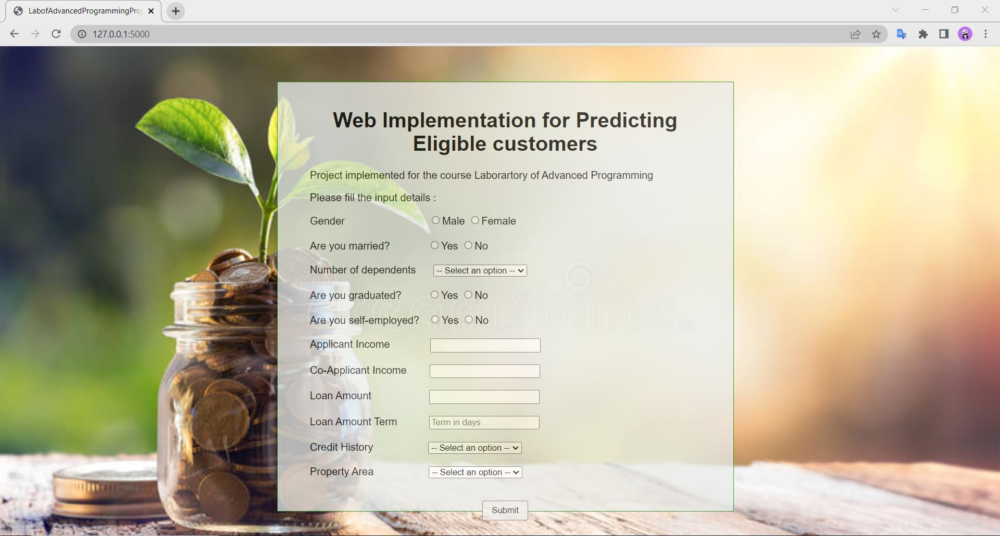 LabofAdvancedProgrammingProj
127.0.0.1:5000
Web Implementation for Predicting
Eligible customers
Project implemented for the course Laborartory of Advanced Programming
Please fill the input details :
Gender Male Female
Are you married? Yes No
Number of dependents -- Select an option --
Are you graduated? Yes No
Are you self-employed? Yes No
Applicant Income
Co-Applicant Income
Loan Amount
Loan Amount Term Term in days
Credit History -- Select an option --
Property Area -- Select an option --
Submit